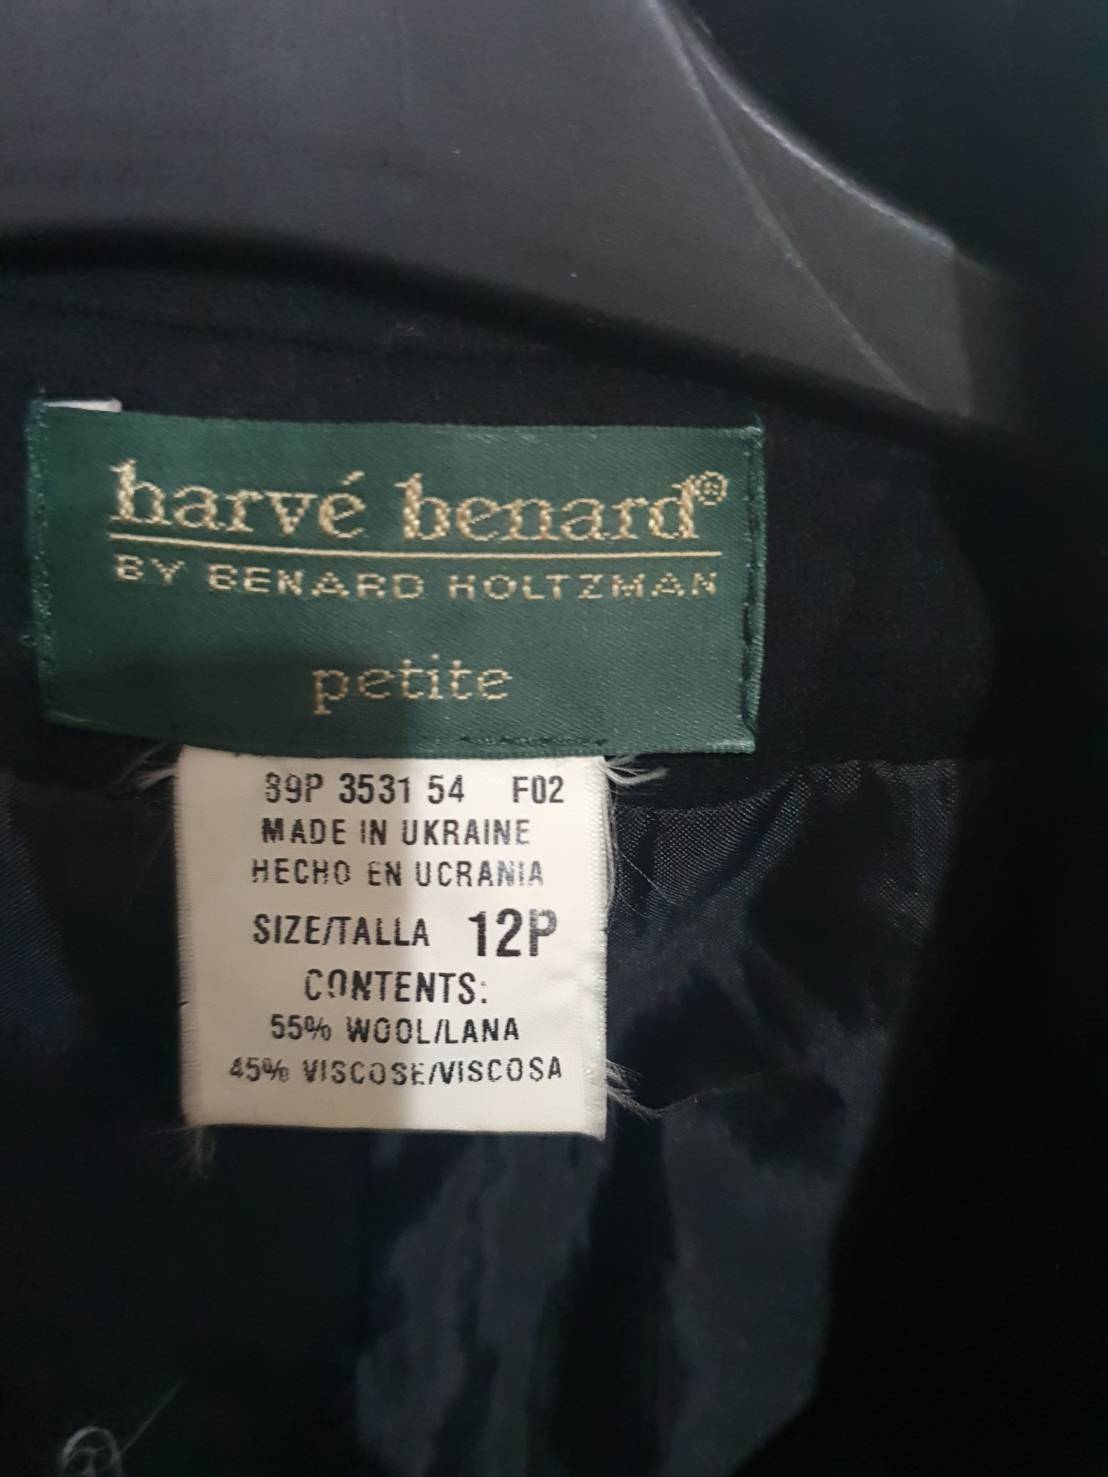 harvé benard®
BY BENARD HOLTZMAN
petite
39P 3531 54 F02
MADE IN UKRAINE
HECHO EN UCRANIA
SIZE/TALLA 12P
CONTENTS:
55% WOOL/LANA
45% VISCOSE/VISCOSA